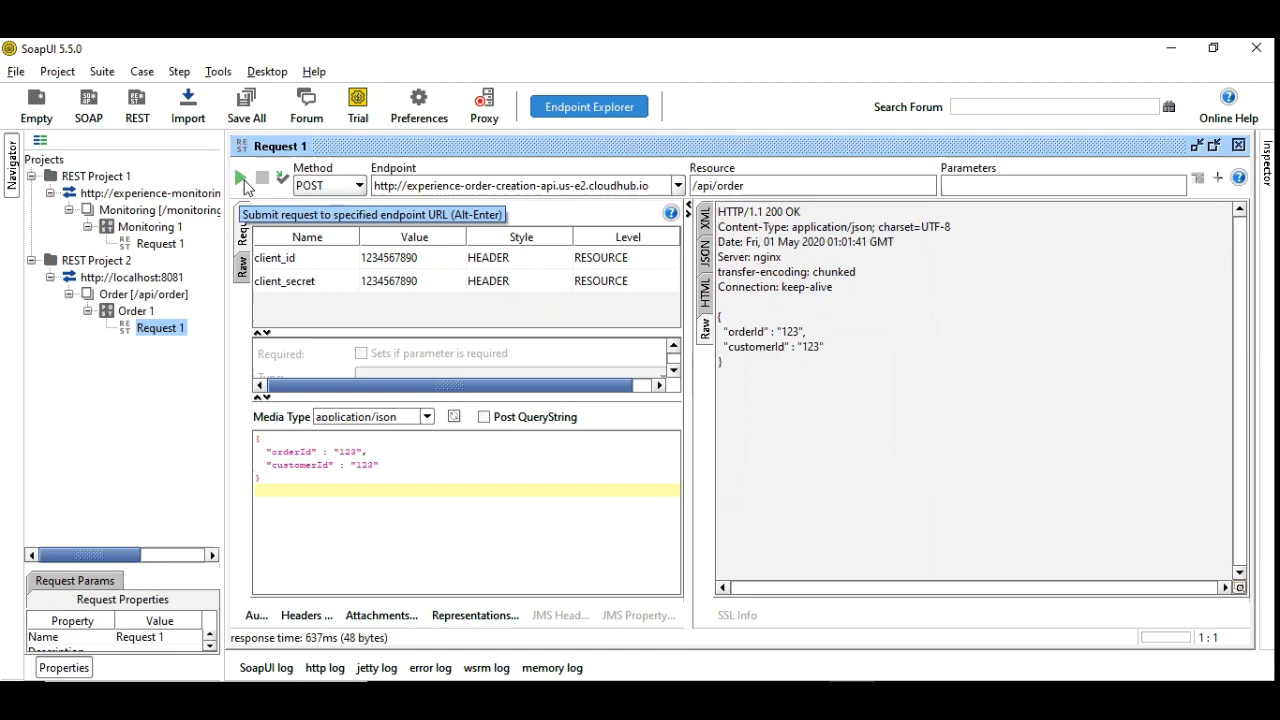 SoapUI 5.5.0
File Project Suite Case Step Tools Desktop Help
Empty SOAP REST Import Save All Forum Trial Preferences Proxy Endpoint Explorer Search Forum Online Help
Navigator
Projects
REST Project 1
http://experience-monitorin
Monitoring [/monitoring
Monitoring 1
Request 1
REST Project 2
http://localhost:8081
Order [/api/order]
Order 1
Request 1
Request Params
Request Properties
Property Value
Name Request 1
Properties
Request 1
Method Endpoint Resource Parameters
POST http://experience-order-creation-api.us-e2.cloudhub.io /api/order
Submit request to specified endpoint URL (Alt-Enter)
Raw
Name Value Style Level
client_id 1234567890 HEADER RESOURCE
client_secret 1234567890 HEADER RESOURCE
Required: Sets if parameter is required
Media Type application/json Post QueryString
{
"orderId" : "123",
"customerId" : "123"
}
Au... Headers ... Attachments... Representations... JMS Head... JMS Property...
response time: 637ms (48 bytes)
XML
JSON
HTML
Raw
HTTP/1.1 200 OK
Content-Type: application/json; charset=UTF-8
Date: Fri, 01 May 2020 01:01:41 GMT
Server: nginx
transfer-encoding: chunked
Connection: keep-alive
{
"orderId" : "123",
"customerId" : "123"
}
SSL Info
1 : 1
Inspector
SoapUI log http log jetty log error log wsrm log memory log